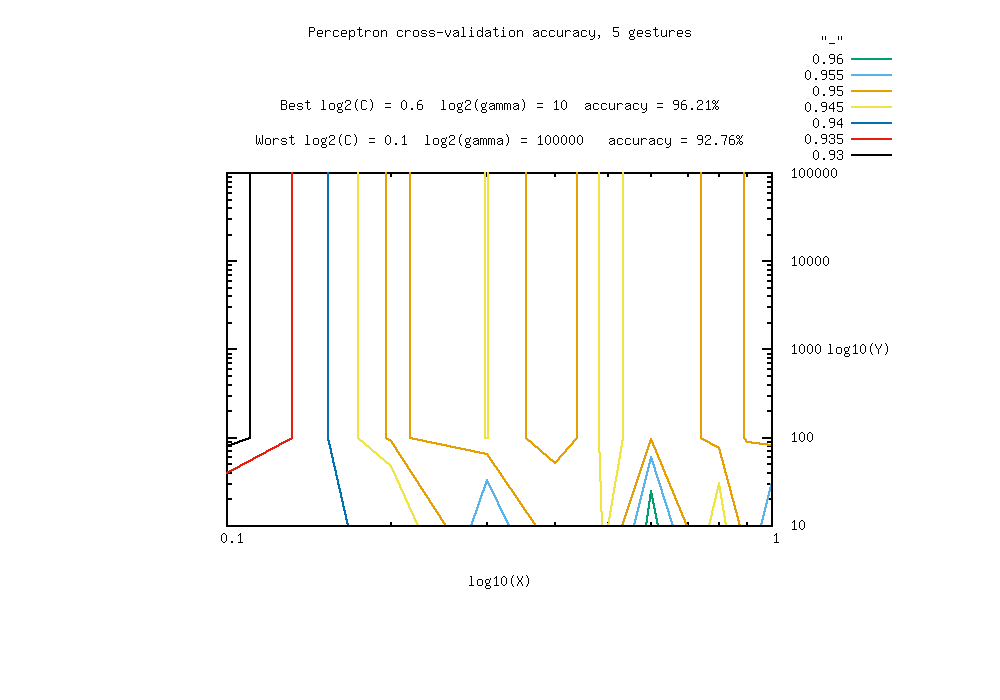 Perceptron cross-validation accuracy, 5 gestures
"_"
0.96
0.955
0.95
0.945
0.94
0.935
0.93
Best log2(C) = 0.6  log2(gamma) = 10  accuracy = 96.21%
Worst log2(C) = 0.1  log2(gamma) = 100000   accuracy = 92.76%
100000
10000
1000 log10(Y)
100
10
0.1 1
log10(X)